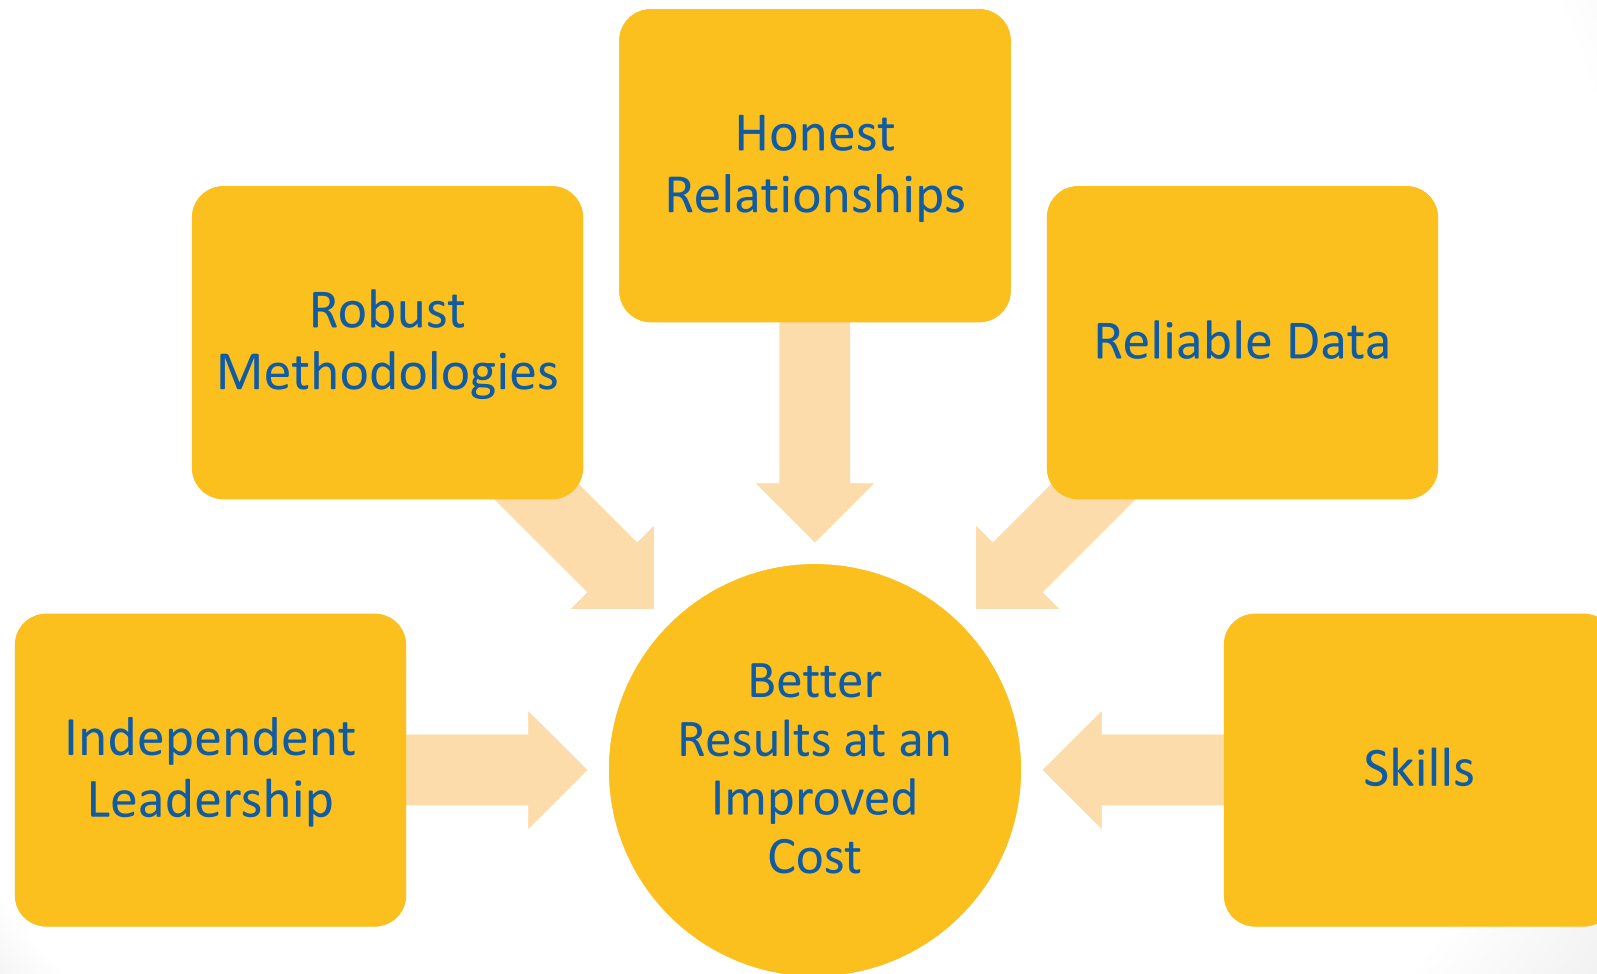 Honest
Relationships
Robust
Methodologies
Reliable Data
Independent
Leadership
Better
Results at an
Improved
Cost
Skills